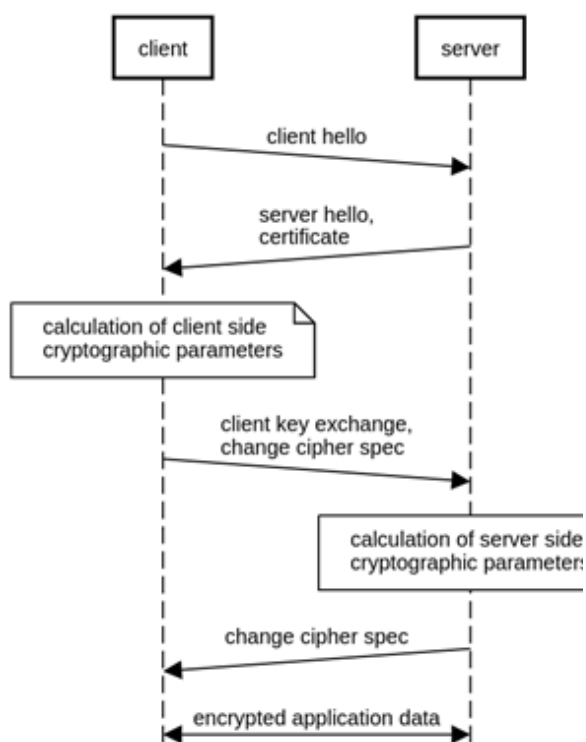 client
server
client hello
server hello,
certificate
calculation of client side
cryptographic parameters
client key exchange,
change cipher spec
calculation of server side
cryptographic parameters
change cipher spec
encrypted application data